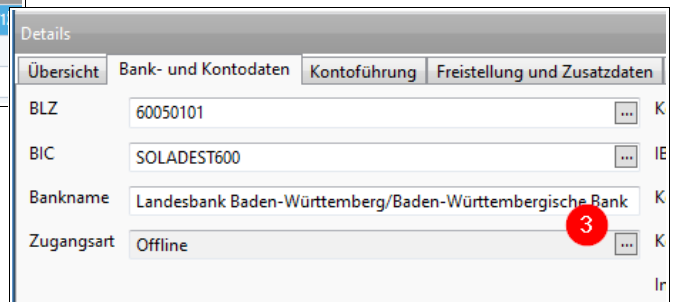 Details
Übersicht Bank- und Kontodaten Kontoführung Freistellung und Zusatzdaten
BLZ 60050101 ... K
BIC SOLADEST600 ... IE
Bankname Landesbank Baden-Württemberg/Baden-Württembergische Bank K
3
Zugangsart Offline ... K